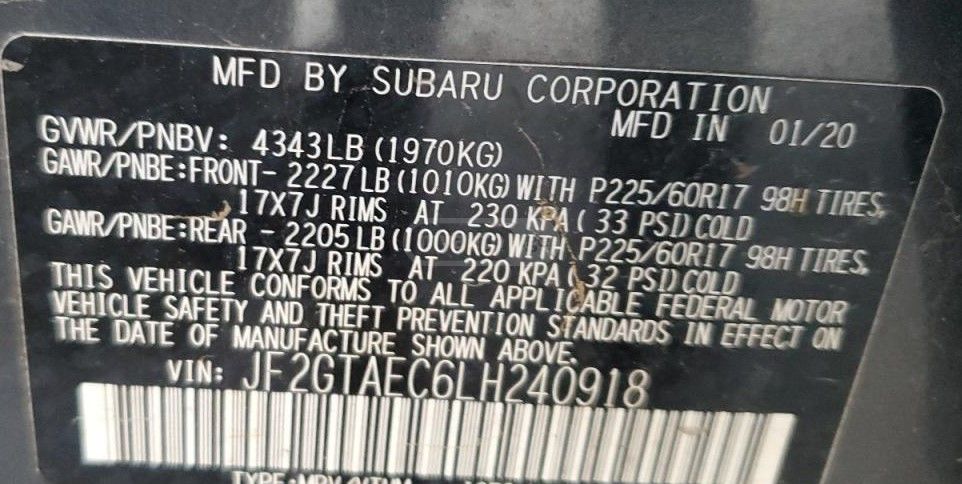 MFD BY SUBARU CORPORATION
MFD IN 01/20
GVWR/PNBV: 4343LB (1970KG)
GAWR/PNBE:FRONT- 2227LB (1010KG) WITH P225/60R17 98H TIRES,
17X7J RIMS AT 230 KPA ( 33 PSI) COLD
GAWR/PNBE:REAR - 2205LB (1000KG) WITH P225/60R17 98H TIRES,
17X7J RIMS AT 220 KPA ( 32 PSI) COLD
THIS VEHICLE CONFORMS TO ALL APPLICABLE FEDERAL MOTOR
VEHICLE SAFETY AND THEFT PREVENTION STANDARDS IN EFFECT ON
THE DATE OF MANUFACTURE SHOWN ABOVE.
VIN: JF2GTAEC6LH240918
TYPE:MPV